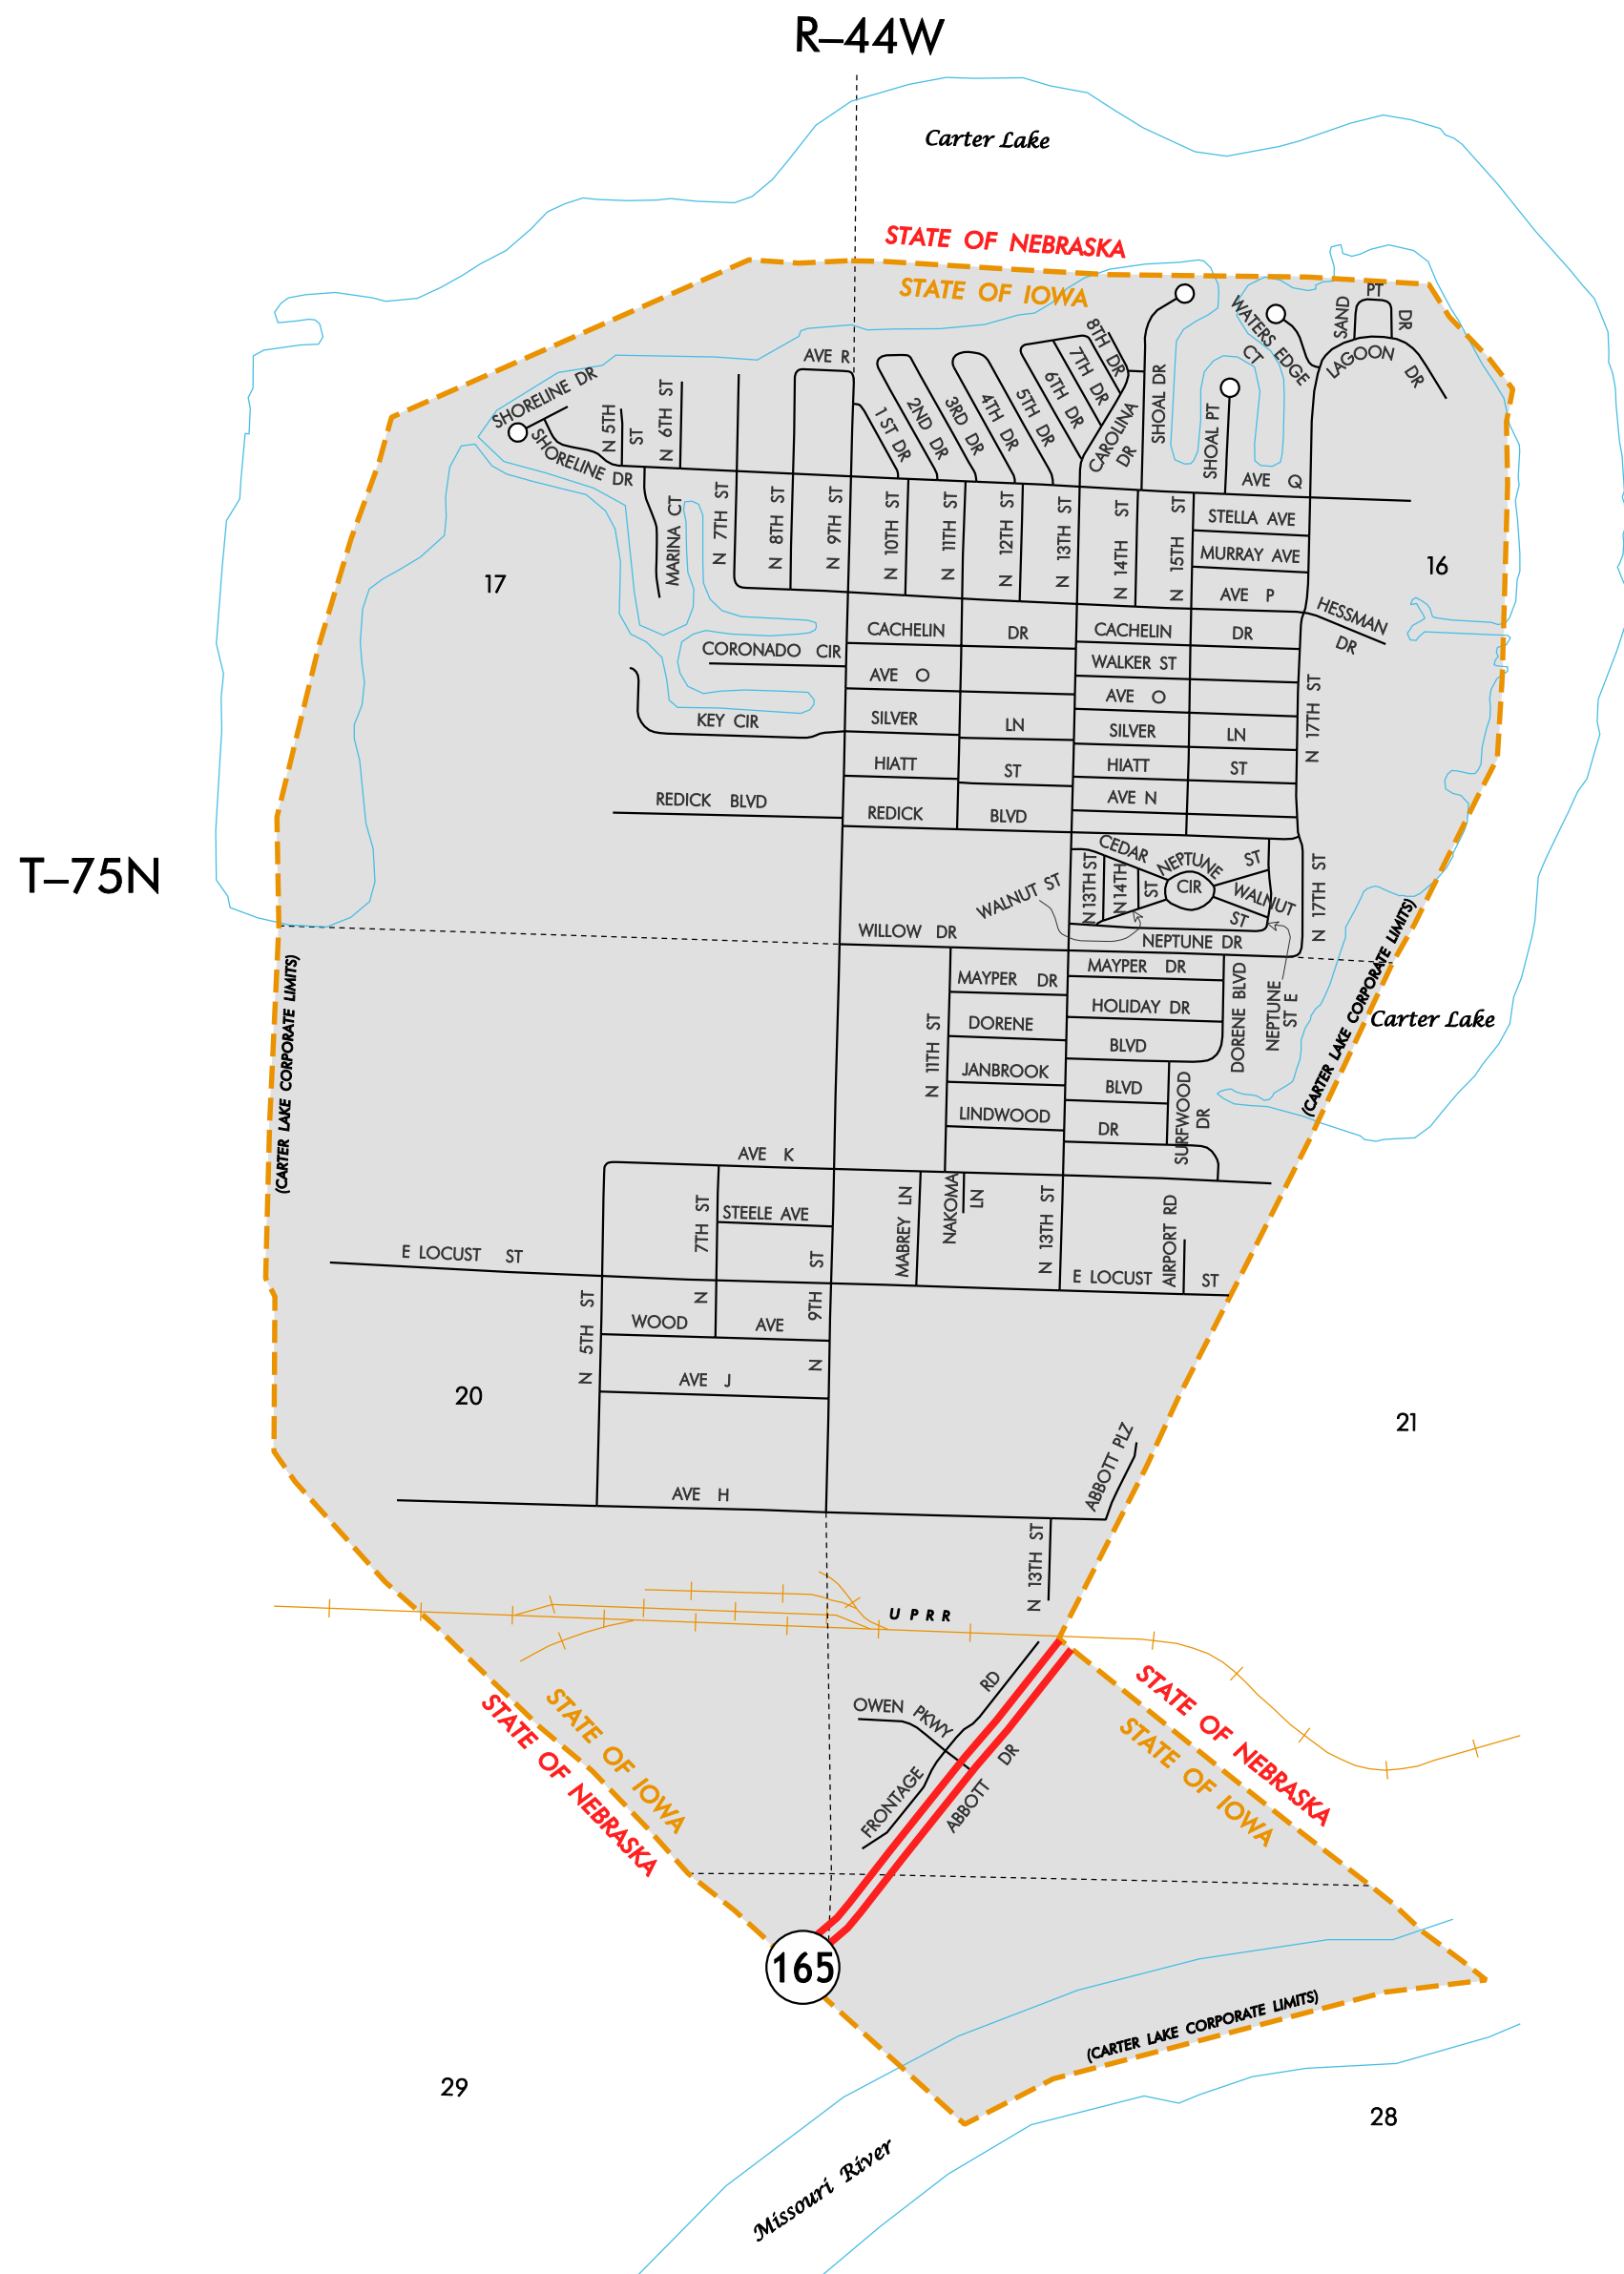 R–44W
Carter Lake
STATE OF NEBRASKA
STATE OF IOWA
SAND
PT
DR
WATERS EDGE
CT
LAGOON
DR
AVE R
8TH DR
7TH DR
6TH DR
5TH DR
4TH DR
3RD DR
2ND DR
1 ST DR
CAROLINA
DR
SHOAL DR
SHOAL PT
SHORELINE DR
SHORELINE DR
N 5TH
ST
N 6TH ST
AVE Q
MARINA CT
N 7TH ST
N 8TH ST
N 9TH ST
N 10TH ST
N 11TH ST
N 12TH ST
N 13TH ST
N 14TH ST
N 15TH ST
STELLA AVE
MURRAY AVE
AVE P
17
16
HESSMAN
DR
CACHELIN DR
CACHELIN DR
CORONADO CIR
WALKER ST
AVE O
AVE O
N 17TH ST
KEY CIR
SILVER LN
SILVER LN
HIATT ST
HIATT ST
AVE N
REDICK BLVD
REDICK BLVD
T–75N
CEDAR
NEPTUNE
ST
CIR
N 13TH ST
N 14TH
ST
WALNUT
ST
WALNUT ST
N 17TH ST
WILLOW DR
NEPTUNE DR
MAYPER DR
MAYPER DR
HOLIDAY DR
DORENE BLVD
NEPTUNE
ST E
DORENE BLVD
N 11TH ST
JANBROOK BLVD
LINDWOOD DR
SURFWOOD
DR
(CARTER LAKE CORPORATE LIMITS)
(CARTER LAKE CORPORATE LIMITS)
Carter Lake
AVE K
N 7TH ST
STEELE AVE
N 9TH ST
MABREY LN
NAKOMA
LN
N 13TH ST
AIRPORT RD
E LOCUST ST
E LOCUST ST
N 5TH ST
WOOD AVE
AVE J
20
21
ABBOTT PLZ
AVE H
N 13TH ST
U P R R
OWEN PKWY
FRONTAGE RD
ABBOTT DR
STATE OF IOWA
STATE OF NEBRASKA
STATE OF NEBRASKA
STATE OF IOWA
165
(CARTER LAKE CORPORATE LIMITS)
29
28
Missouri River